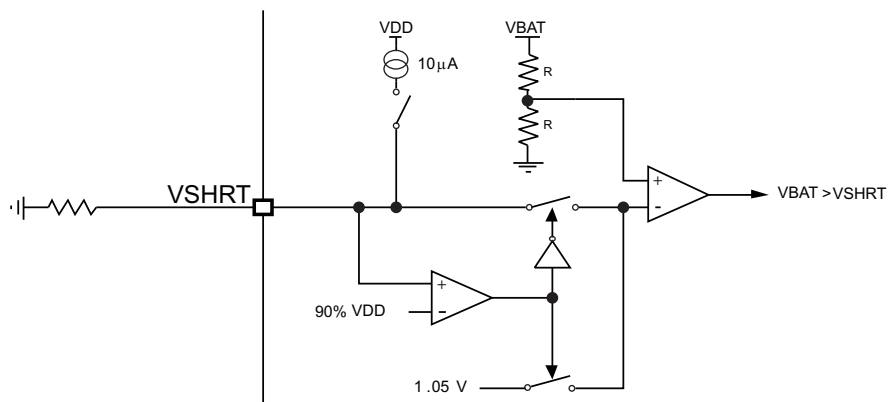 VDD
VBAT
10μA
R
R
VSHRT
+
-
VBAT >VSHRT
+
-
90% VDD
1.05 V